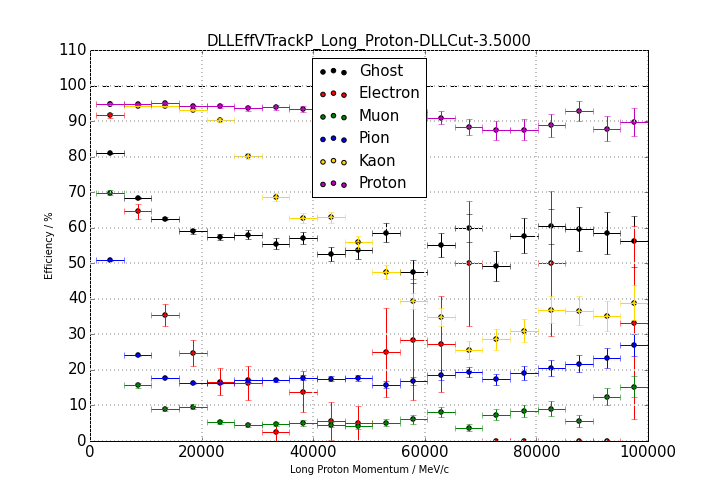 DLLEffVTrackP_Long_Proton-DLLCut-3.5000
110
100
90
80
70
60
50
40
30
20
10
0
Efficiency / %
Ghost
Electron
Muon
Pion
Kaon
Proton
0
20000
40000
60000
80000
100000
Long Proton Momentum / MeV/c